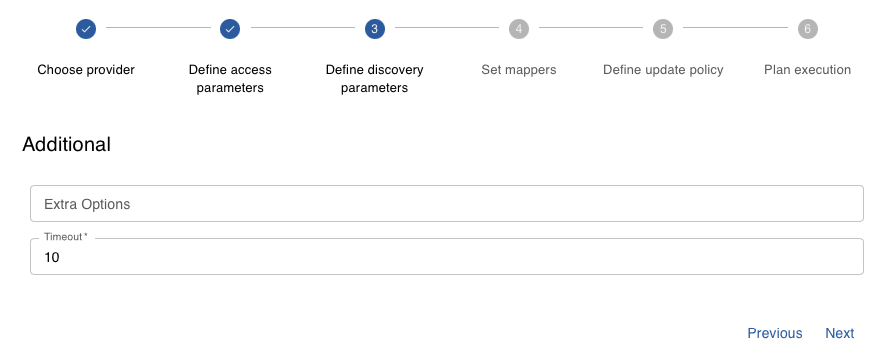 3
4
5
6
Choose provider
Define access
parameters
Define discovery
parameters
Set mappers
Define update policy
Plan execution
Additional
Extra Options
Timeout *
10
Previous
Next